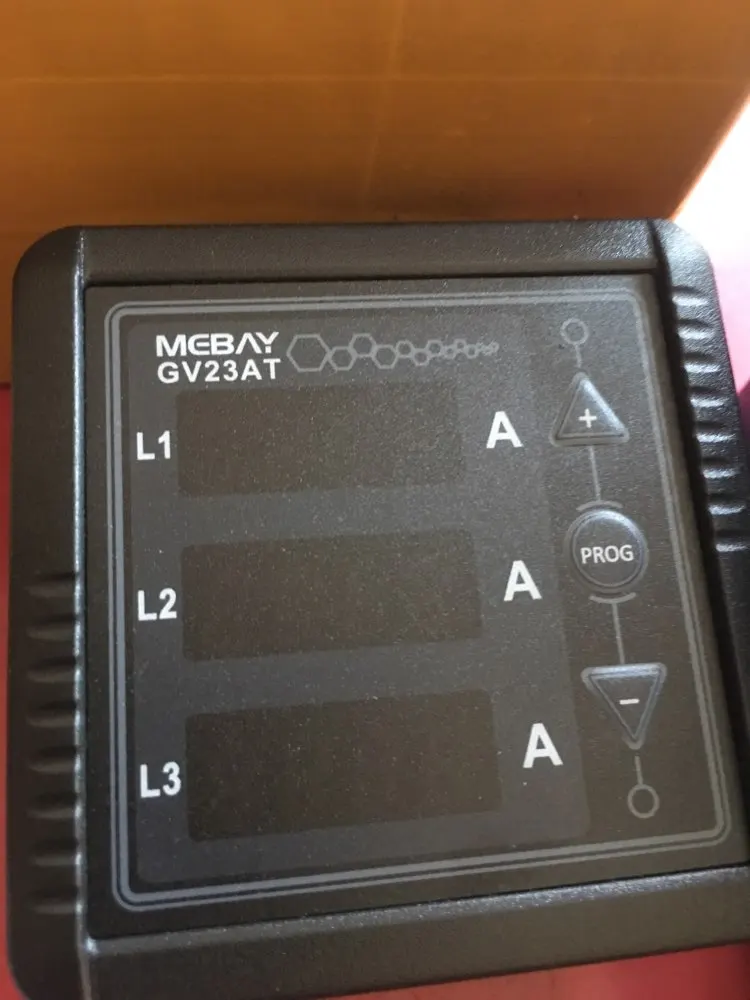 MEBAY
GV23AT
L1 A +
PROG
L2 A
L3 A −